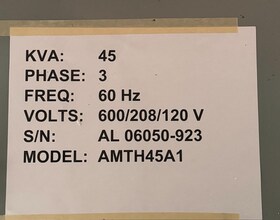 KVA: 45
PHASE: 3
FREQ: 60 Hz
VOLTS: 600/208/120 V
S/N: AL 06050-923
MODEL: AMTH45A1